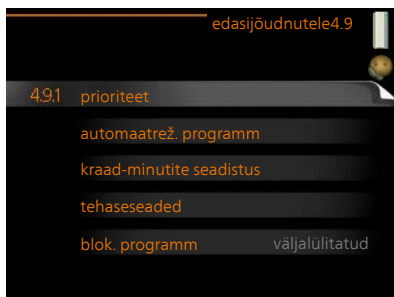 edasijõudnutele4.9
4.9.1 prioriteet
automaatrež. programm
kraad-minutite seadistus
tehaseseaded
blok. programm väljalülitatud